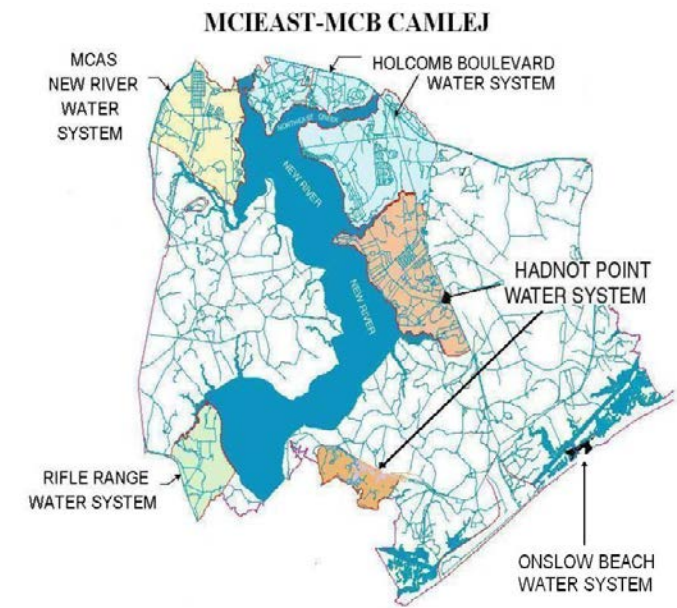 MCIEAST-MCB CAMLEJ
MCAS
NEW RIVER
WATER
SYSTEM
HOLCOMB BOULEVARD
WATER SYSTEM
NORTHEAST CREEK
NEW RIVER
NEW RIVER
HADNOT POINT
WATER SYSTEM
RIFLE RANGE
WATER SYSTEM
ONSLOW BEACH
WATER SYSTEM